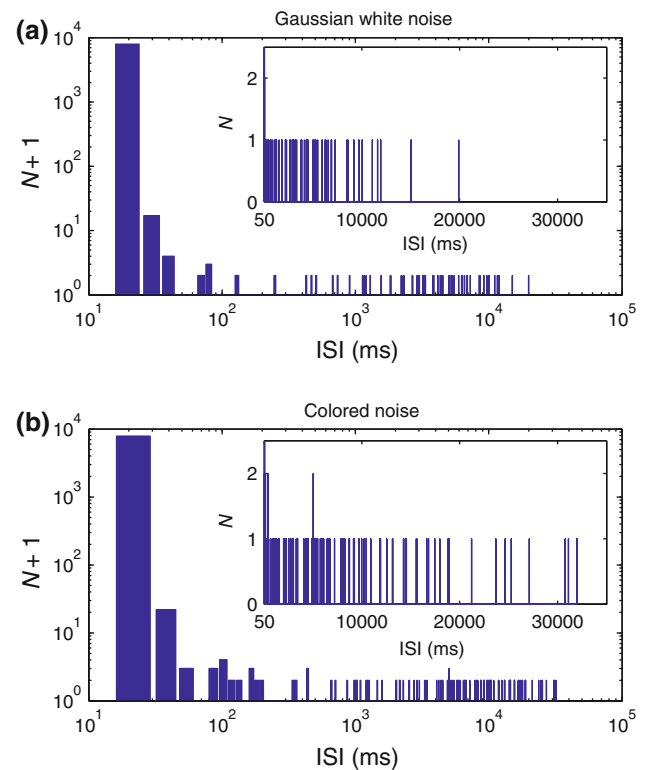 (a)
Gaussian white noise
N + 1
10^4
10^3
10^2
10^1
10^0
N
2
1
0
50 10000 20000 30000
ISI (ms)
10^1 10^2 10^3 10^4 10^5
ISI (ms)
(b)
Colored noise
N + 1
10^4
10^3
10^2
10^1
10^0
N
2
1
0
50 10000 20000 30000
ISI (ms)
10^1 10^2 10^3 10^4 10^5
ISI (ms)